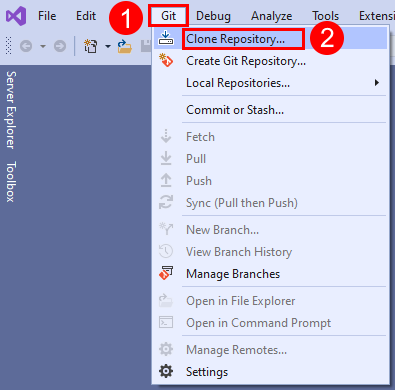 File Edit 1 Git Debug Analyze Tools Extensi
Clone Repository... 2
Create Git Repository...
Local Repositories...
Commit or Stash...
Fetch
Pull
Push
Sync (Pull then Push)
New Branch...
View Branch History
Manage Branches
Open in File Explorer
Open in Command Prompt
Manage Remotes...
Settings
Server Explorer
Toolbox